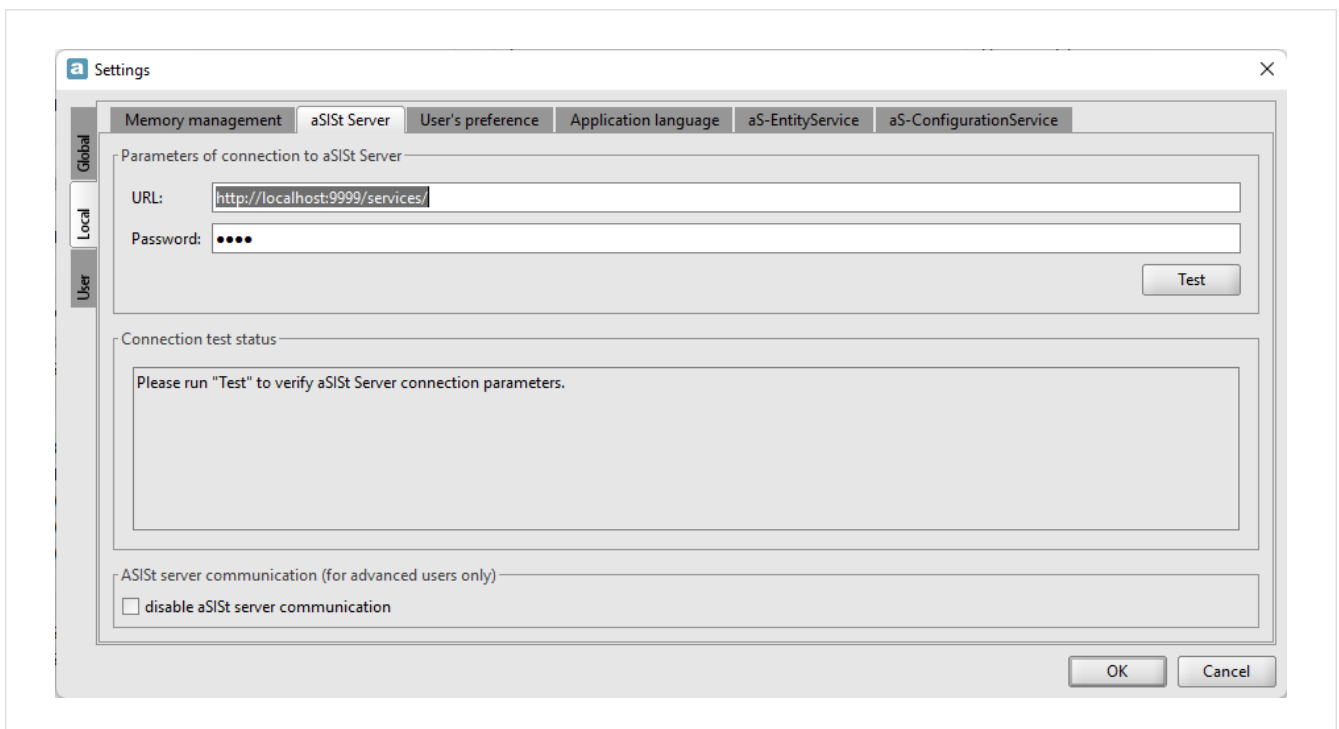 a Settings
Memory management aSISt Server User's preference Application language aS-EntityService aS-ConfigurationService
Global
Local
User
Parameters of connection to aSISt Server
URL: http://localhost:9999/services/
Password: ●●●●
Test
Connection test status
Please run "Test" to verify aSISt Server connection parameters.
ASISt server communication (for advanced users only)
disable aSISt server communication
OK Cancel